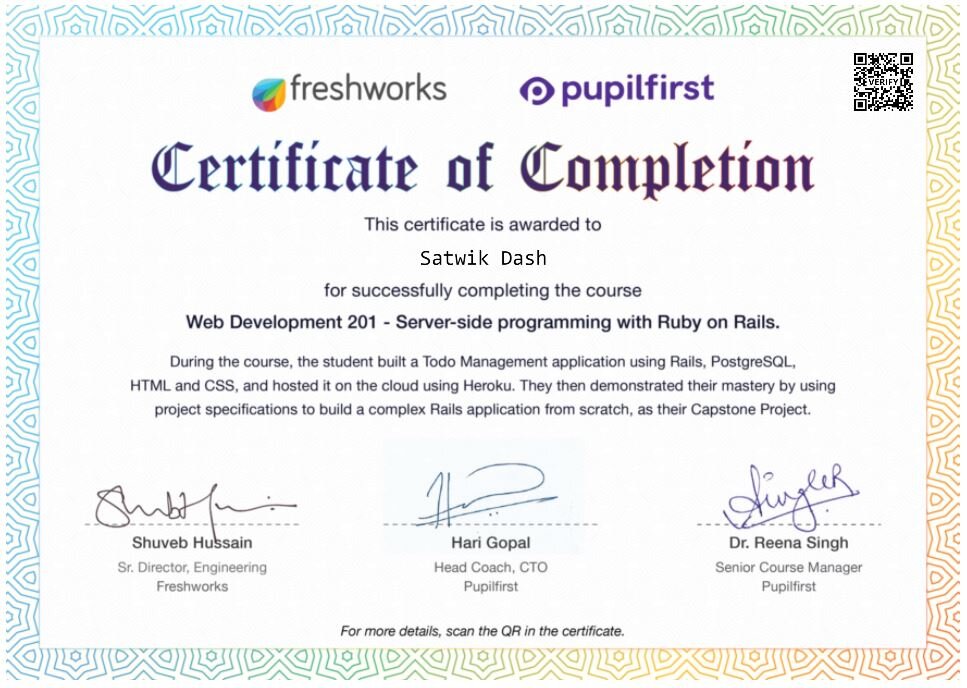 freshworks
pupilfirst
VERIFY
Certificate of Completion
This certificate is awarded to
Satwik Dash
for successfully completing the course
Web Development 201 - Server-side programming with Ruby on Rails.
During the course, the student built a Todo Management application using Rails, PostgreSQL,
HTML and CSS, and hosted it on the cloud using Heroku. They then demonstrated their mastery by using
project specifications to build a complex Rails application from scratch, as their Capstone Project.
Shuveb Hussain
Sr. Director, Engineering
Freshworks
Hari Gopal
Head Coach, CTO
Pupilfirst
Dr. Reena Singh
Senior Course Manager
Pupilfirst
For more details, scan the QR in the certificate.